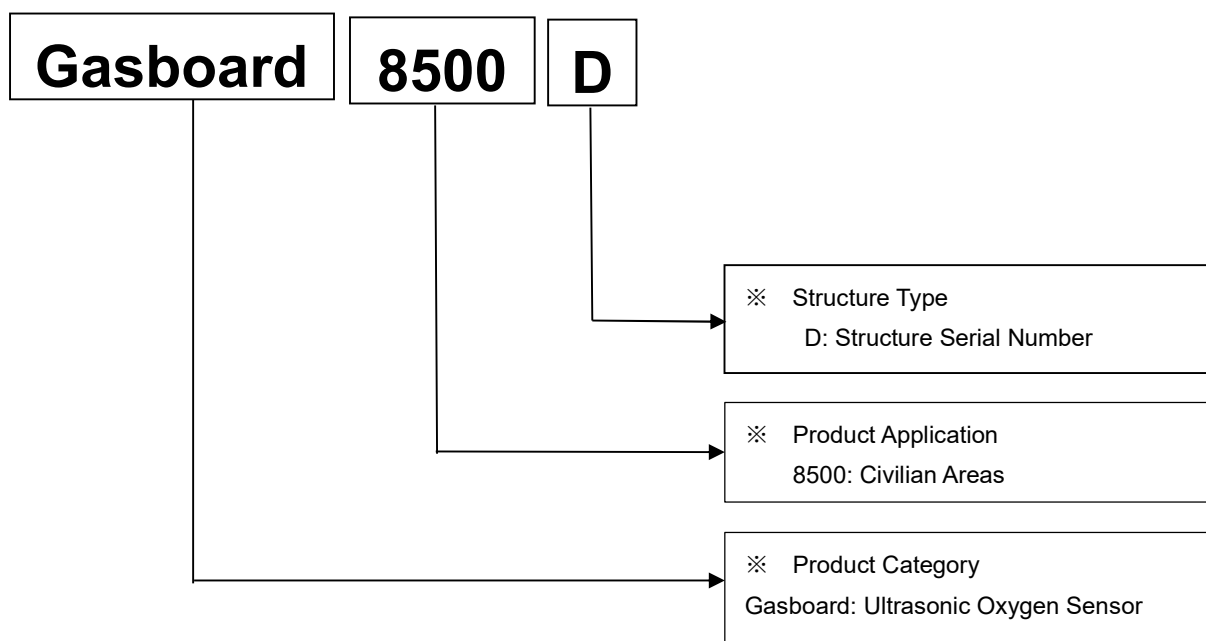 Gasboard 8500 D
※ Structure Type
D: Structure Serial Number
※ Product Application
8500: Civilian Areas
※ Product Category
Gasboard: Ultrasonic Oxygen Sensor